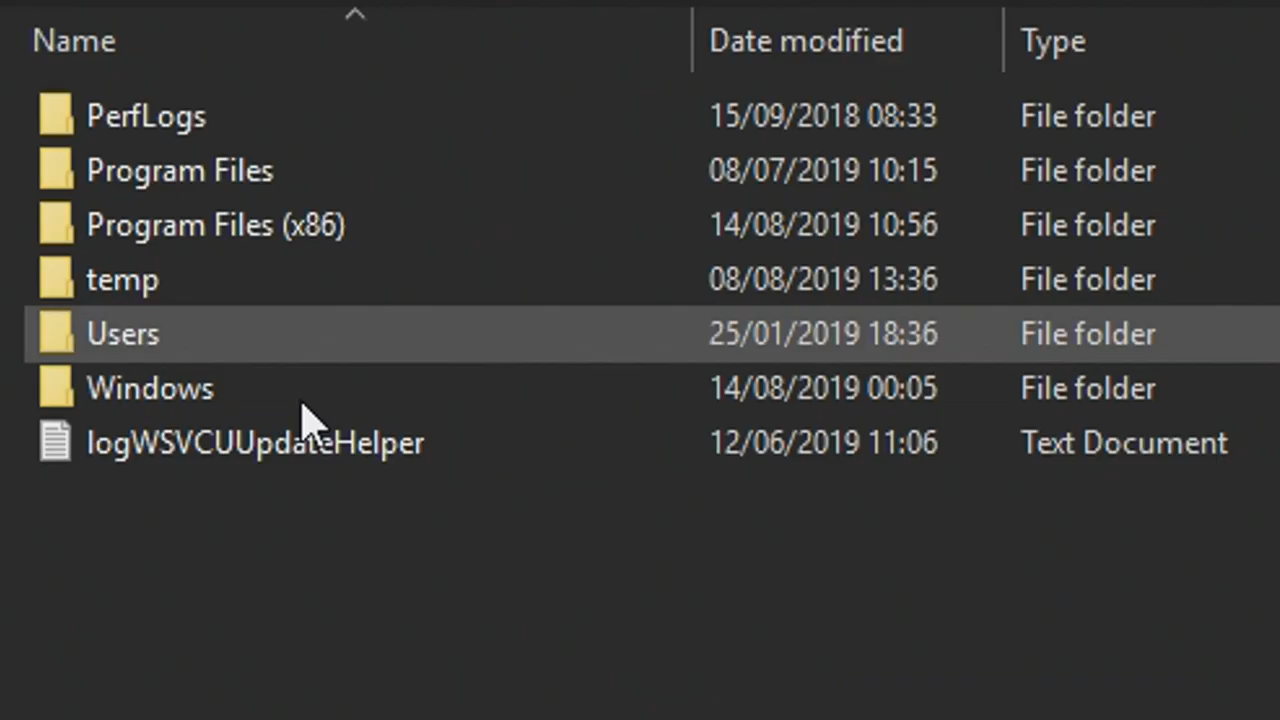 Name Date modified Type
PerfLogs 15/09/2018 08:33 File folder
Program Files 08/07/2019 10:15 File folder
Program Files (x86) 14/08/2019 10:56 File folder
temp 08/08/2019 13:36 File folder
Users 25/01/2019 18:36 File folder
Windows 14/08/2019 00:05 File folder
logWSVCUUpdateHelper 12/06/2019 11:06 Text Document